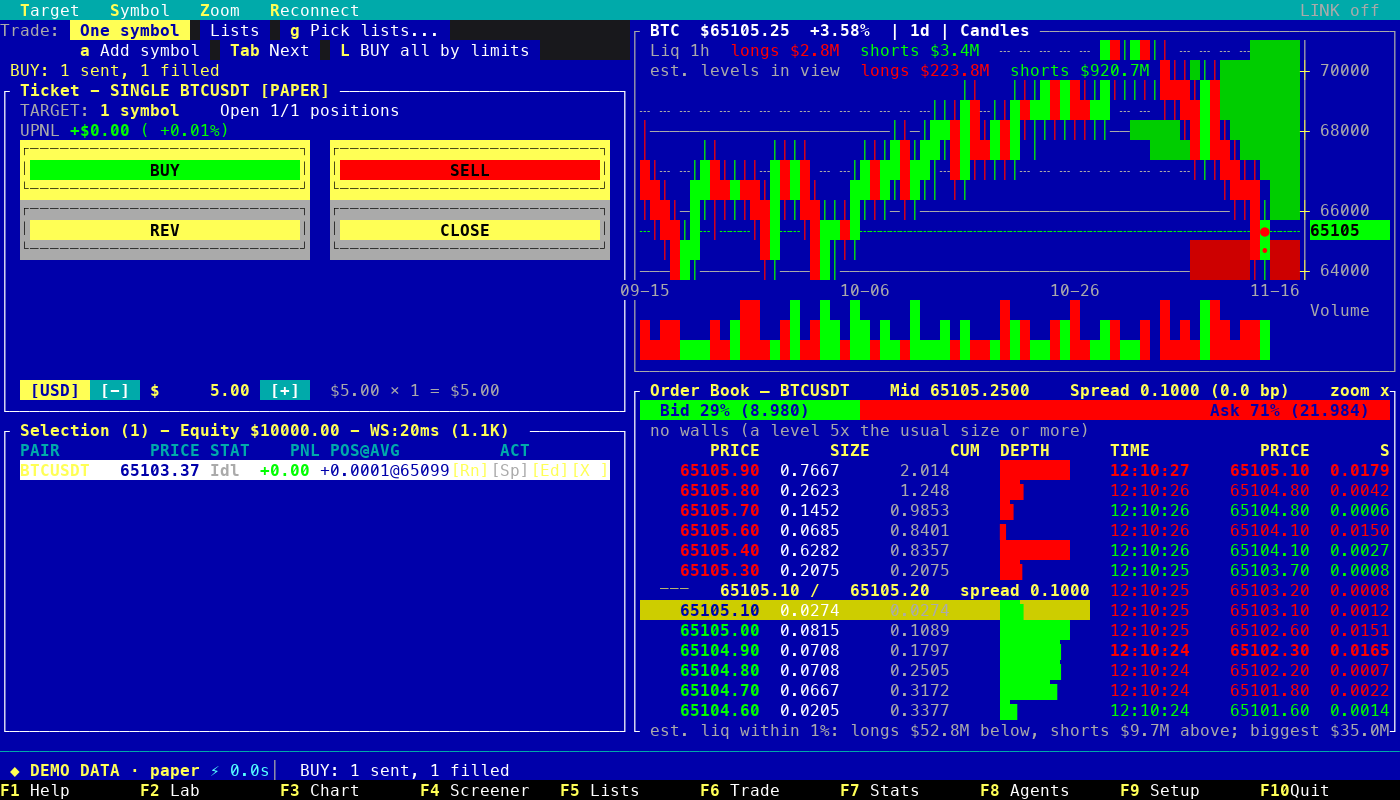 Target Symbol Zoom Reconnect LINK off
Trade: One symbol Lists g Pick lists...
a Add symbol Tab Next L BUY all by limits
BUY: 1 sent, 1 filled
Ticket — SINGLE BTCUSDT [PAPER]
TARGET: 1 symbol Open 1/1 positions
UPNL +$0.00 ( +0.01%)
BUY SELL
REV CLOSE
[USD] [−] $ 5.00 [+] $5.00 × 1 = $5.00
Selection (1) — Equity $10000.00 — WS:20ms (1.1K)
PAIR PRICE STAT PNL POS@AVG ACT
BTCUSDT 65103.37 Idl +0.00 +0.0001@65099[Rn][Sp][Ed][X ]
BTC $65105.25 +3.58% | 1d | Candles
Liq 1h longs $2.8M shorts $3.4M
est. levels in view longs $223.8M shorts $920.7M
70000
68000
66000
65105
64000
09−15 10−06 10−26 11−16
Volume
Order Book — BTCUSDT Mid 65105.2500 Spread 0.1000 (0.0 bp) zoom x
Bid 29% (8.980) Ask 71% (21.984)
no walls (a level 5x the usual size or more)
PRICE SIZE CUM DEPTH TIME PRICE S
65105.90 0.7667 2.014 12:10:27 65105.10 0.0179
65105.80 0.2623 1.248 12:10:26 65104.80 0.0042
65105.70 0.1452 0.9853 12:10:26 65104.80 0.0006
65105.60 0.0685 0.8401 12:10:26 65104.10 0.0150
65105.40 0.6282 0.8357 12:10:26 65104.10 0.0027
65105.30 0.2075 0.2075 12:10:25 65103.70 0.0008
65105.10 / 65105.20 spread 0.1000 12:10:25 65103.20 0.0008
65105.10 0.0274 0.0274 12:10:25 65103.10 0.0012
65105.00 0.0815 0.1089 12:10:25 65102.60 0.0151
65104.90 0.0708 0.1797 12:10:24 65102.30 0.0165
65104.80 0.0708 0.2505 12:10:24 65102.20 0.0007
65104.70 0.0667 0.3172 12:10:24 65101.80 0.0022
65104.60 0.0205 0.3377 12:10:24 65101.60 0.0014
est. liq within 1%: longs $52.8M below, shorts $9.7M above; biggest $35.0M
◆ DEMO DATA · paper ⚡ 0.0s BUY: 1 sent, 1 filled
F1 Help F2 Lab F3 Chart F4 Screener F5 Lists F6 Trade F7 Stats F8 Agents F9 Setup F10Quit